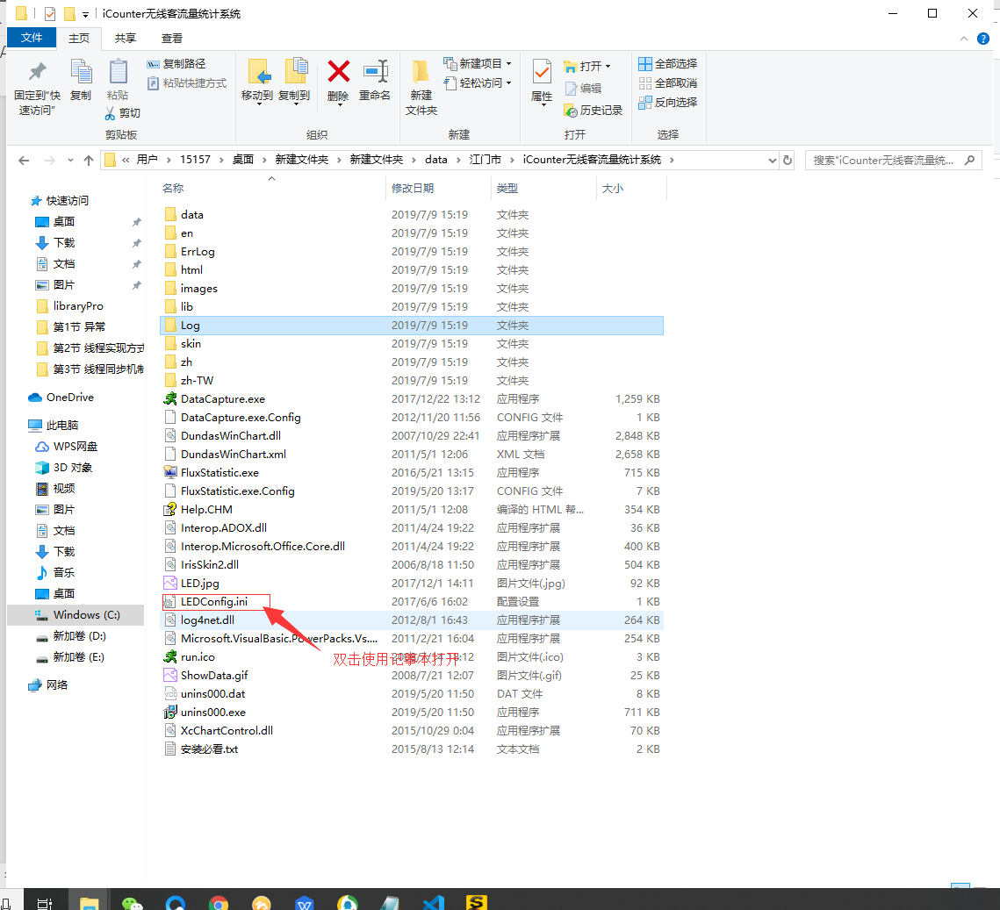 iCounter无线客流量统计系统
文件 主页 共享 查看
固定到“快速访问”
复制
粘贴
复制路径
粘贴快捷方式
剪切
剪贴板
移动到
复制到
删除
重命名
组织
新建文件夹
新建项目
轻松访问
新建
属性
打开
编辑
历史记录
打开
全部选择
全部取消
反向选择
选择
« 用户 › 15157 › 桌面 › 新建文件夹 › 新建文件夹 › data › 江门市 › iCounter无线客流量统计系统 ›
搜索"iCounter无线客流量统...
快速访问
桌面
下载
文档
图片
libraryPro
第1节 异常
第2节 线程实现方式
第3节 线程同步机制
OneDrive
此电脑
WPS网盘
3D 对象
视频
图片
文档
下载
音乐
桌面
Windows (C:)
新加卷 (D:)
新加卷 (E:)
网络
名称 修改日期 类型 大小
data 2019/7/9 15:19 文件夹
en 2019/7/9 15:19 文件夹
ErrLog 2019/7/9 15:19 文件夹
html 2019/7/9 15:19 文件夹
images 2019/7/9 15:19 文件夹
lib 2019/7/9 15:19 文件夹
Log 2019/7/9 15:19 文件夹
skin 2019/7/9 15:19 文件夹
zh 2019/7/9 15:19 文件夹
zh-TW 2019/7/9 15:19 文件夹
DataCapture.exe 2017/12/22 13:12 应用程序 1,259 KB
DataCapture.exe.Config 2012/11/20 11:56 CONFIG 文件 1 KB
DundasWinChart.dll 2007/10/29 22:41 应用程序扩展 2,848 KB
DundasWinChart.xml 2011/5/1 12:06 XML 文档 2,658 KB
FluxStatistic.exe 2016/5/21 13:15 应用程序 715 KB
FluxStatistic.exe.Config 2019/5/20 13:17 CONFIG 文件 7 KB
Help.CHM 2011/5/1 12:08 编译的 HTML 帮... 354 KB
Interop.ADOX.dll 2011/4/24 19:22 应用程序扩展 36 KB
Interop.Microsoft.Office.Core.dll 2011/4/24 19:22 应用程序扩展 400 KB
IrisSkin2.dll 2006/8/18 11:50 应用程序扩展 504 KB
LED.jpg 2017/12/1 14:11 图片文件(.jpg) 92 KB
LEDConfig.ini 2017/6/6 16:02 配置设置 1 KB
log4net.dll 2012/8/1 16:43 应用程序扩展 264 KB
Microsoft.VisualBasic.PowerPacks.Vs.... 2011/2/21 16:04 应用程序扩展 254 KB
run.ico 图片文件(.ico) 3 KB
双击使用记事本打开
ShowData.gif 2008/7/21 12:07 图片文件(.gif) 25 KB
unins000.dat 2019/5/20 11:50 DAT 文件 8 KB
unins000.exe 2019/5/20 11:50 应用程序 711 KB
XcChartControl.dll 2015/10/29 0:04 应用程序扩展 70 KB
安装必看.txt 2015/8/13 12:14 文本文档 2 KB